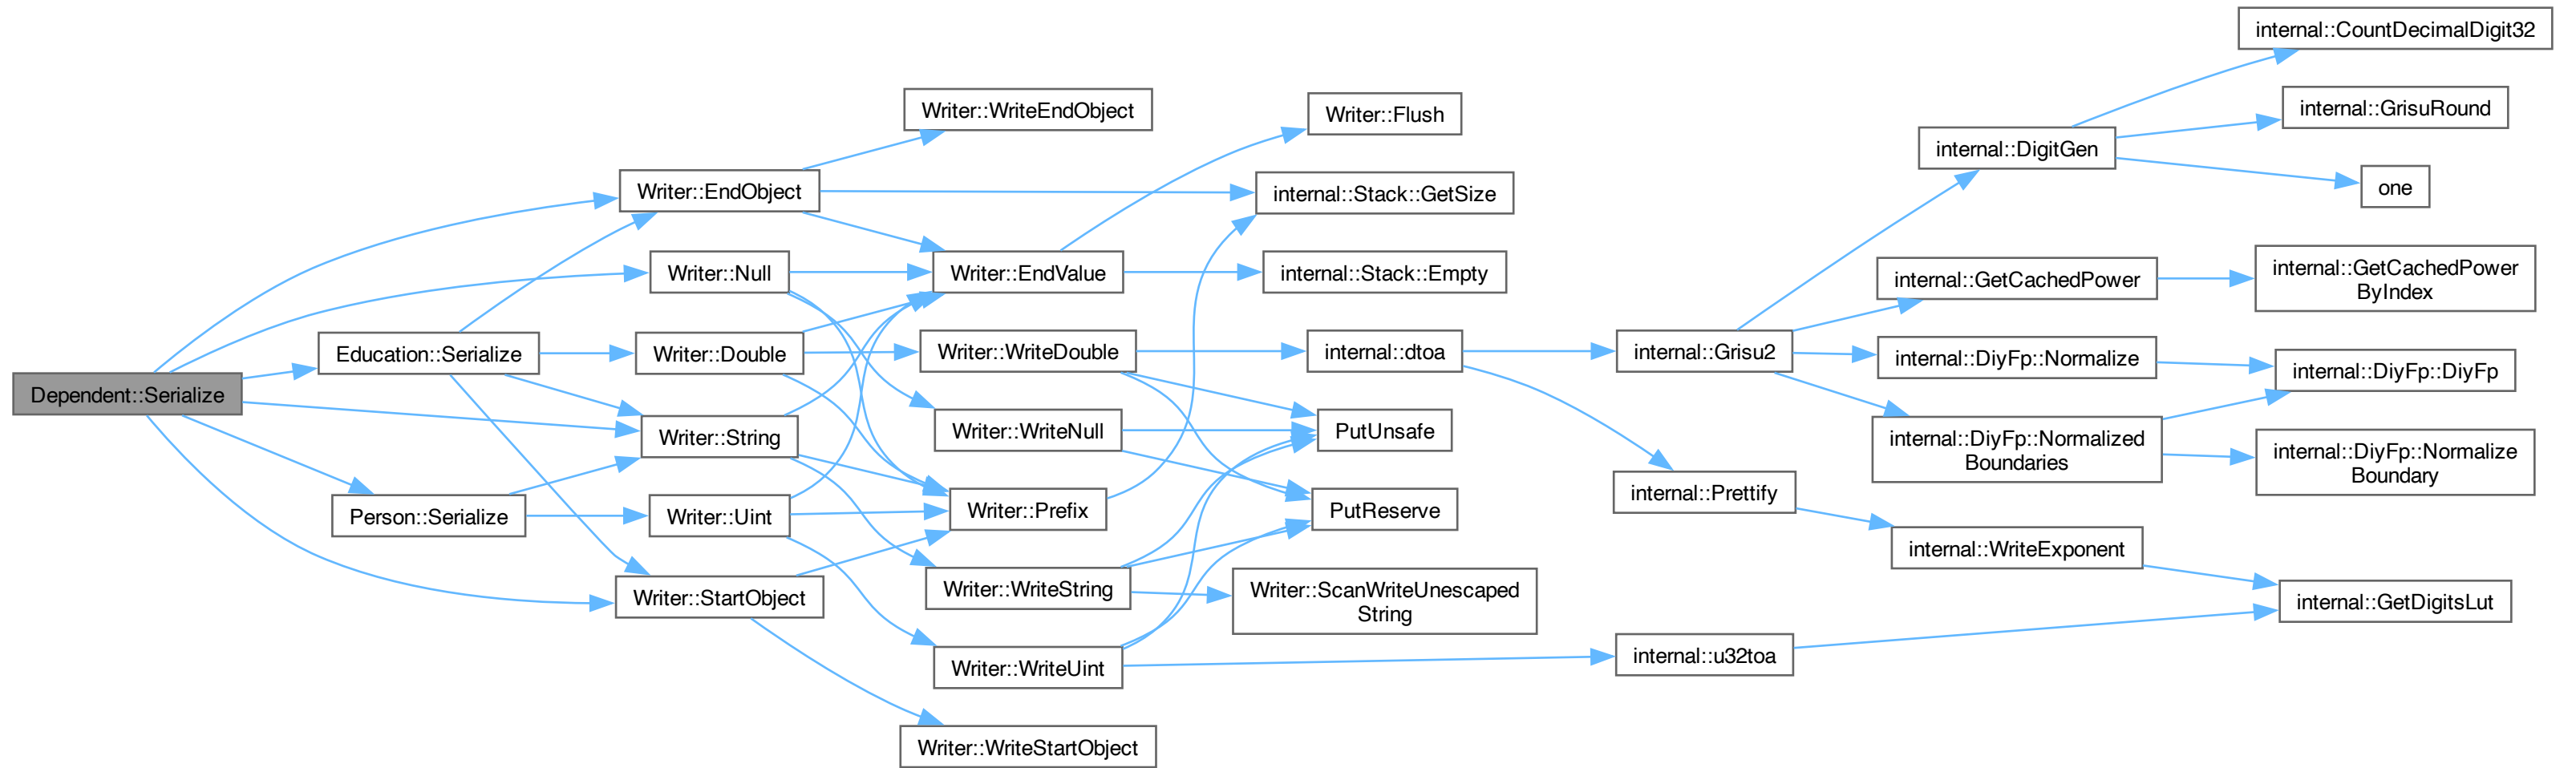 Dependent::Serialize
Education::Serialize
Person::Serialize
Writer::EndObject
Writer::Null
Writer::Double
Writer::String
Writer::Uint
Writer::StartObject
Writer::WriteEndObject
Writer::EndValue
Writer::WriteDouble
Writer::WriteNull
Writer::Prefix
Writer::WriteString
Writer::WriteUint
Writer::WriteStartObject
Writer::Flush
internal::Stack::GetSize
internal::Stack::Empty
internal::dtoa
PutUnsafe
PutReserve
Writer::ScanWriteUnescaped
String
internal::Grisu2
internal::Prettify
internal::u32toa
internal::DigitGen
internal::GetCachedPower
internal::DiyFp::Normalize
internal::DiyFp::Normalized
Boundaries
internal::WriteExponent
internal::CountDecimalDigit32
internal::GrisuRound
one
internal::GetCachedPower
ByIndex
internal::DiyFp::DiyFp
internal::DiyFp::Normalize
Boundary
internal::GetDigitsLut